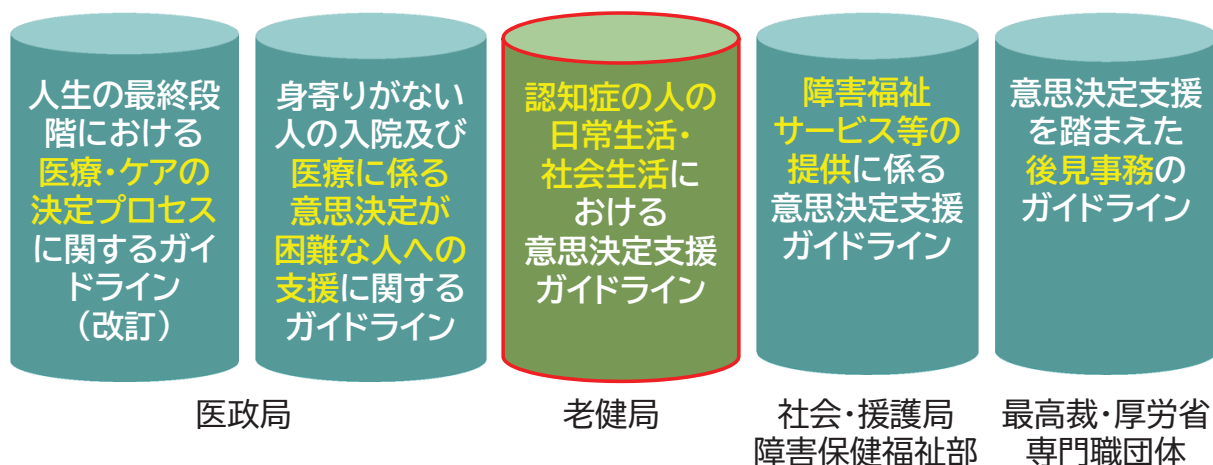 人生の最終段
階における
医療・ケアの
決定プロセス
に関するガイ
ドライン
（改訂）
身寄りがない
人の入院及び
医療に係る
意思決定が
困難な人への
支援に関する
ガイドライン
認知症の人の
日常生活・
社会生活に
おける
意思決定支援
ガイドライン
障害福祉
サービス等の
提供に係る
意思決定支援
ガイドライン
意思決定支援
を踏まえた
後見事務の
ガイドライン
医政局
老健局
社会・援護局
障害保健福祉部
最高裁・厚労省
専門職団体